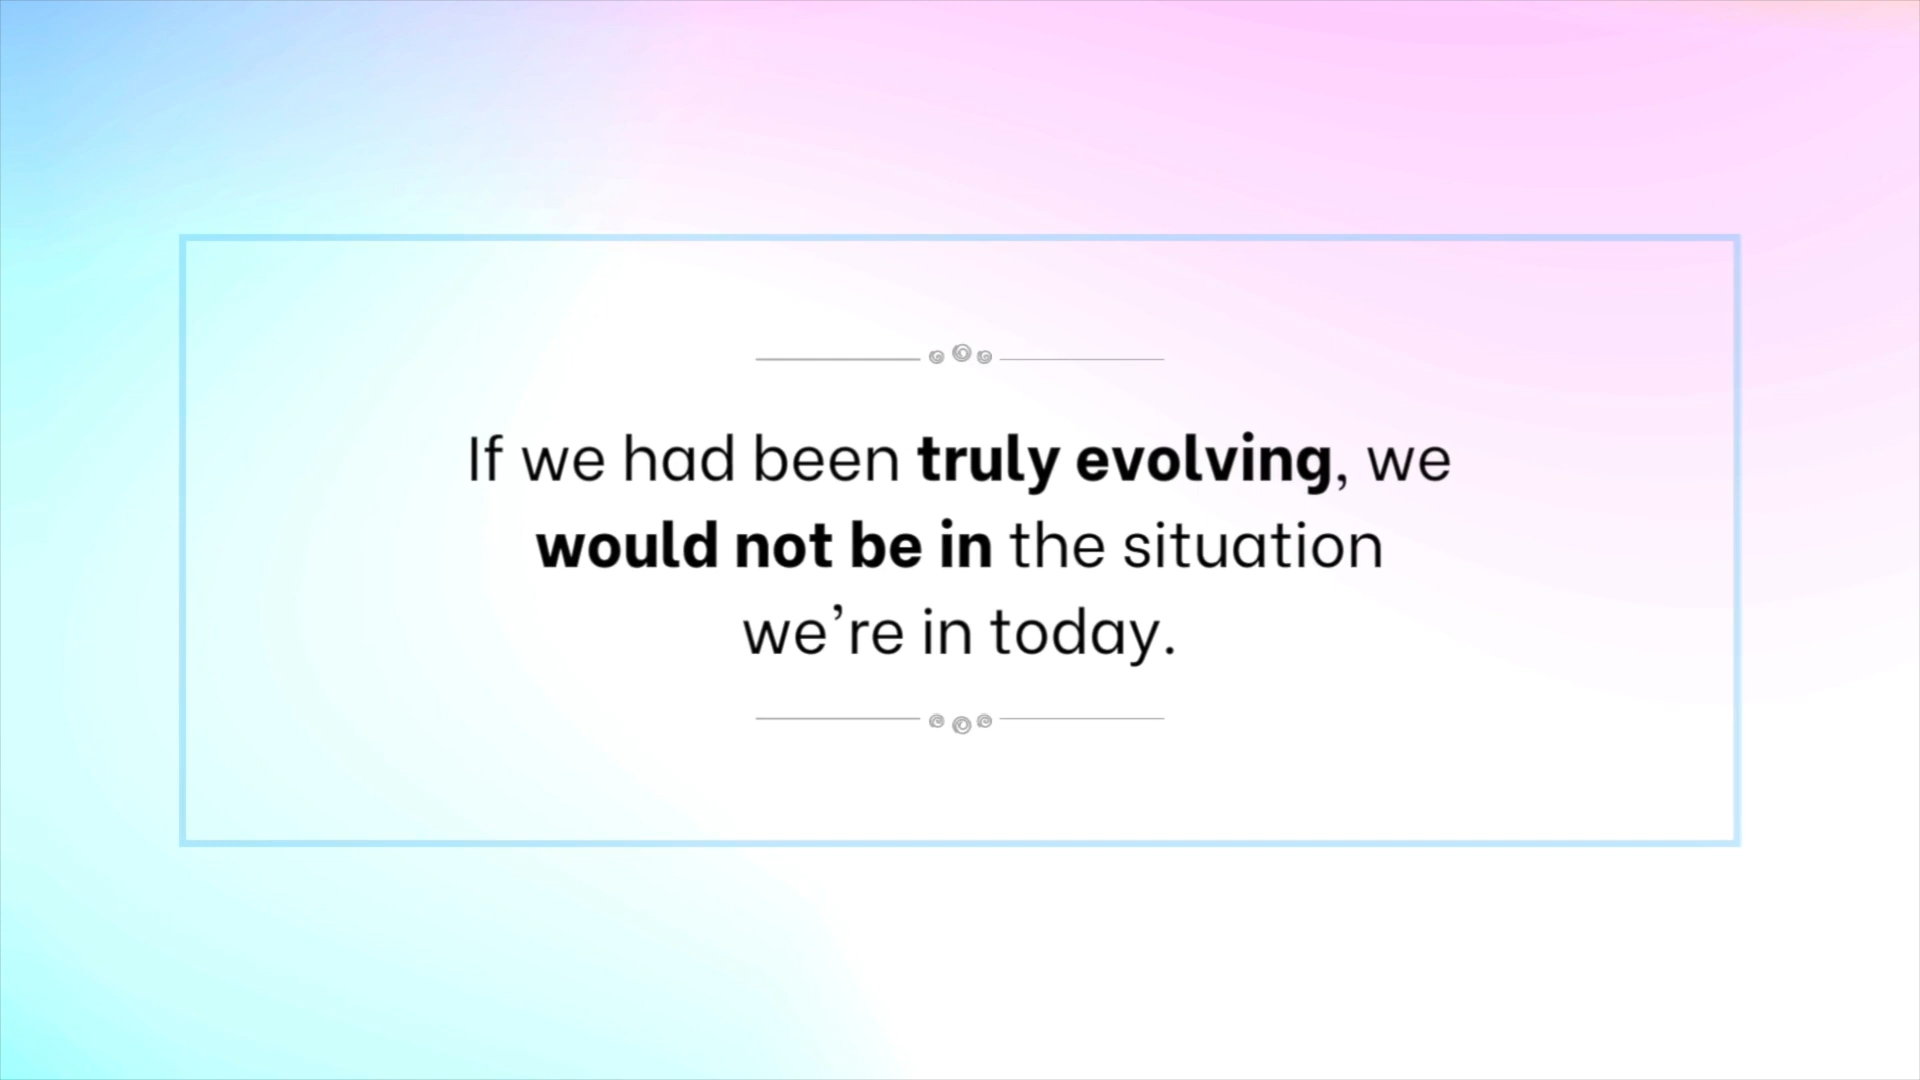 If we had been truly evolving, we
would not be in the situation
we’re in today.